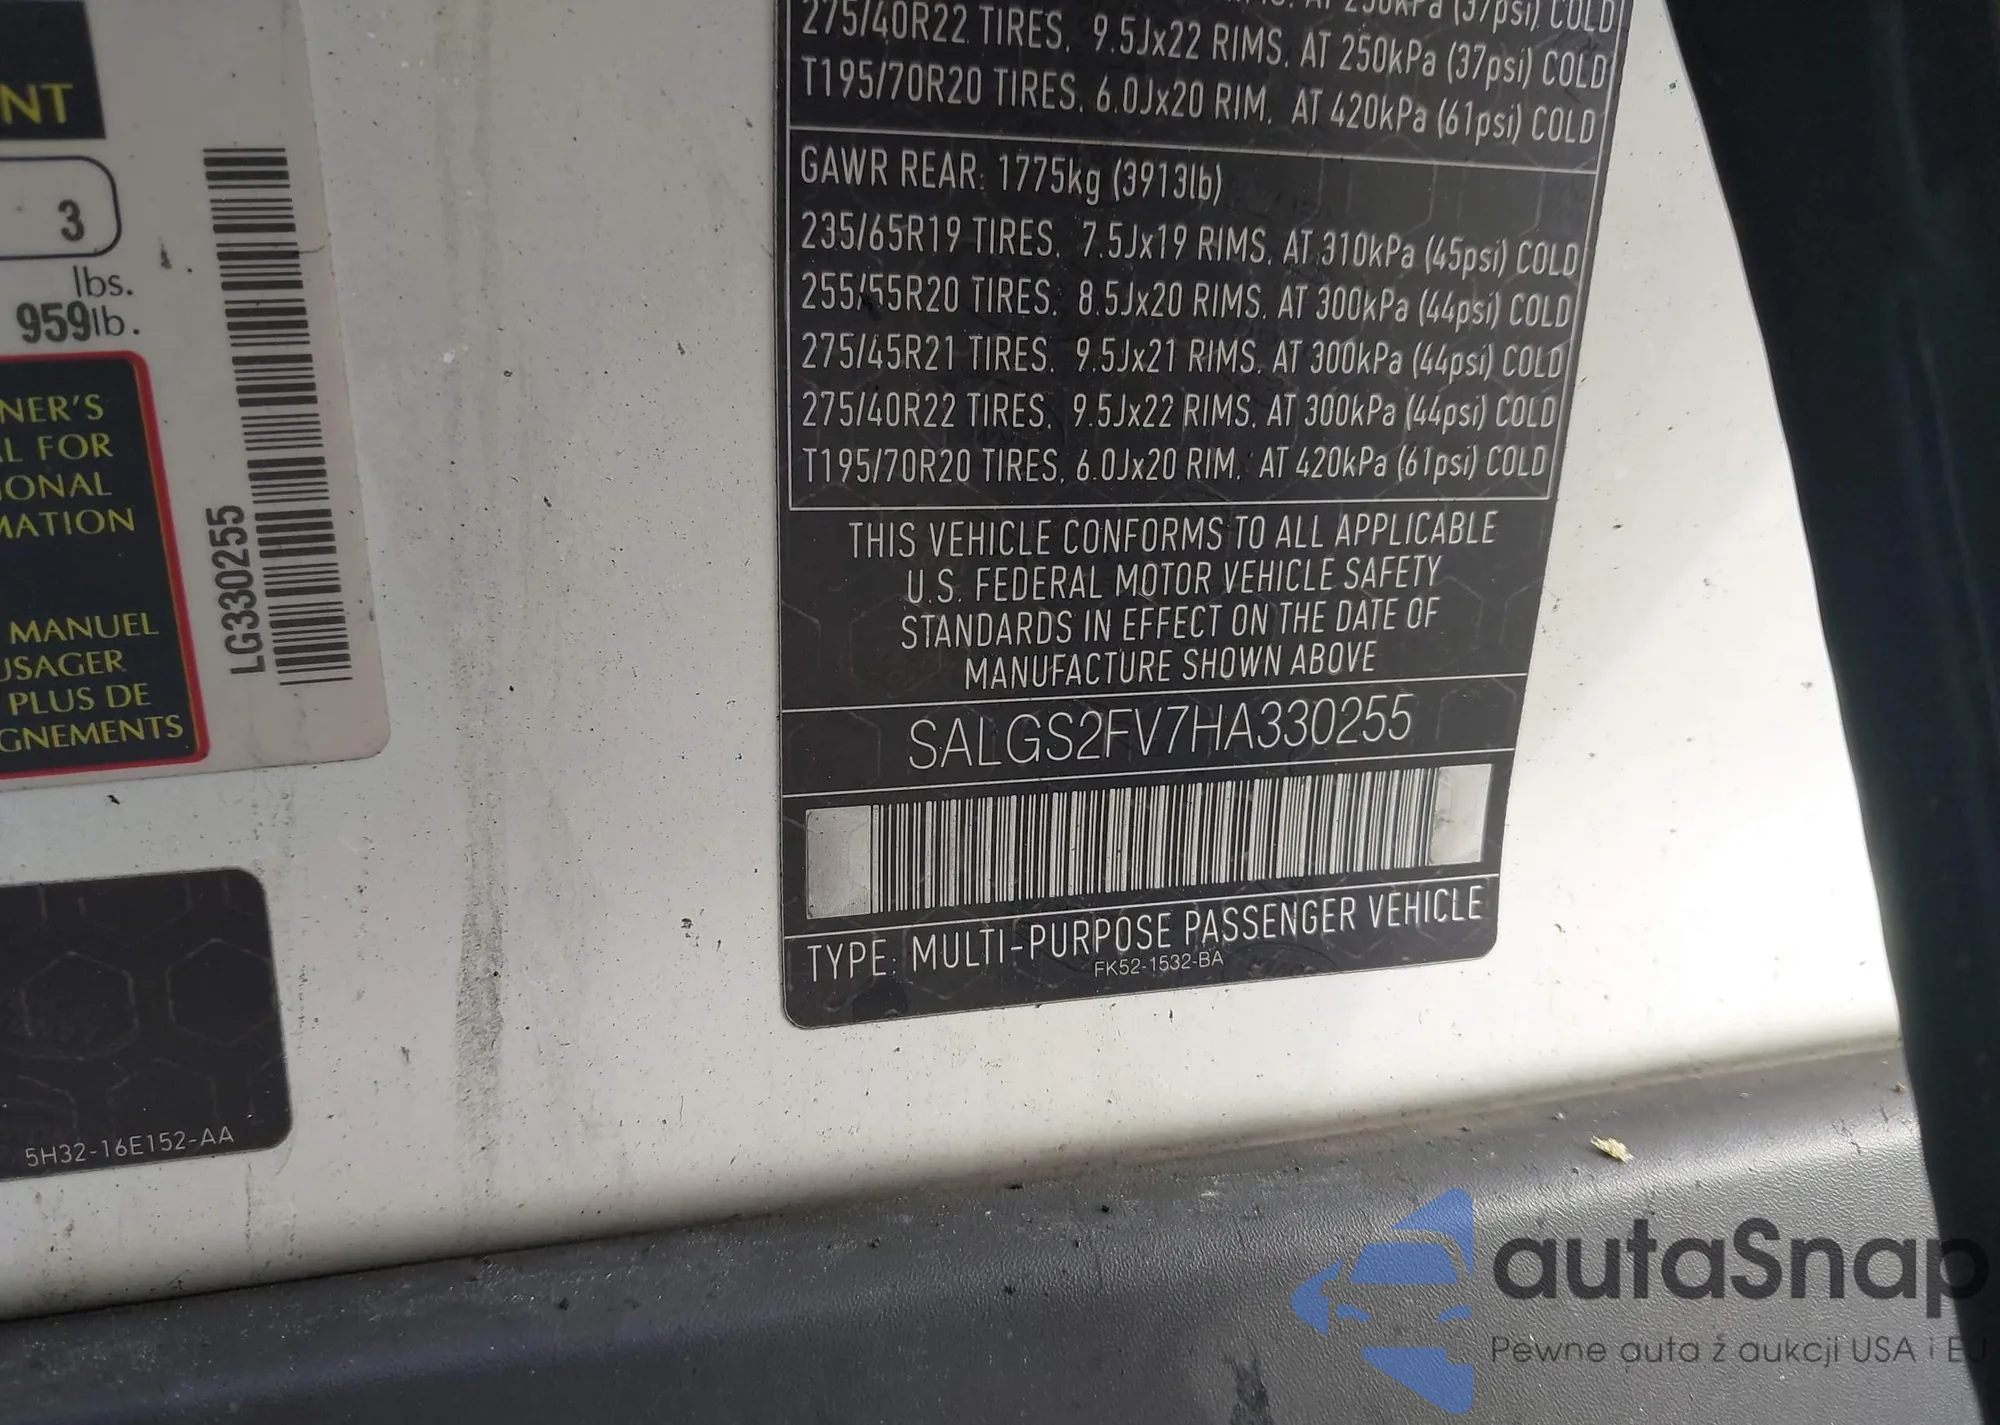 NT
3
lbs.
959lb.
NER'S
L FOR
IONAL
MATION
MANUEL
USAGER
PLUS DE
GNEMENTS
LG330255
5H32-16E152-AA
AT 250kPa (37psi) COLD
275/40R22 TIRES, 9.5Jx22 RIMS, AT 250kPa (37psi) COLD
T195/70R20 TIRES, 6.0Jx20 RIM, AT 420kPa (61psi) COLD
GAWR REAR: 1775kg (3913lb)
235/65R19 TIRES, 7.5Jx19 RIMS, AT 310kPa (45psi) COLD
255/55R20 TIRES, 8.5Jx20 RIMS, AT 300kPa (44psi) COLD
275/45R21 TIRES, 9.5Jx21 RIMS, AT 300kPa (44psi) COLD
275/40R22 TIRES, 9.5Jx22 RIMS, AT 300kPa (44psi) COLD
T195/70R20 TIRES, 6.0Jx20 RIM, AT 420kPa (61psi) COLD
THIS VEHICLE CONFORMS TO ALL APPLICABLE
U.S. FEDERAL MOTOR VEHICLE SAFETY
STANDARDS IN EFFECT ON THE DATE OF
MANUFACTURE SHOWN ABOVE
SALGS2FV7HA330255
TYPE: MULTI-PURPOSE PASSENGER VEHICLE
FK52-1532-BA
autaSnap
Pewne auta z aukcji USA i EU